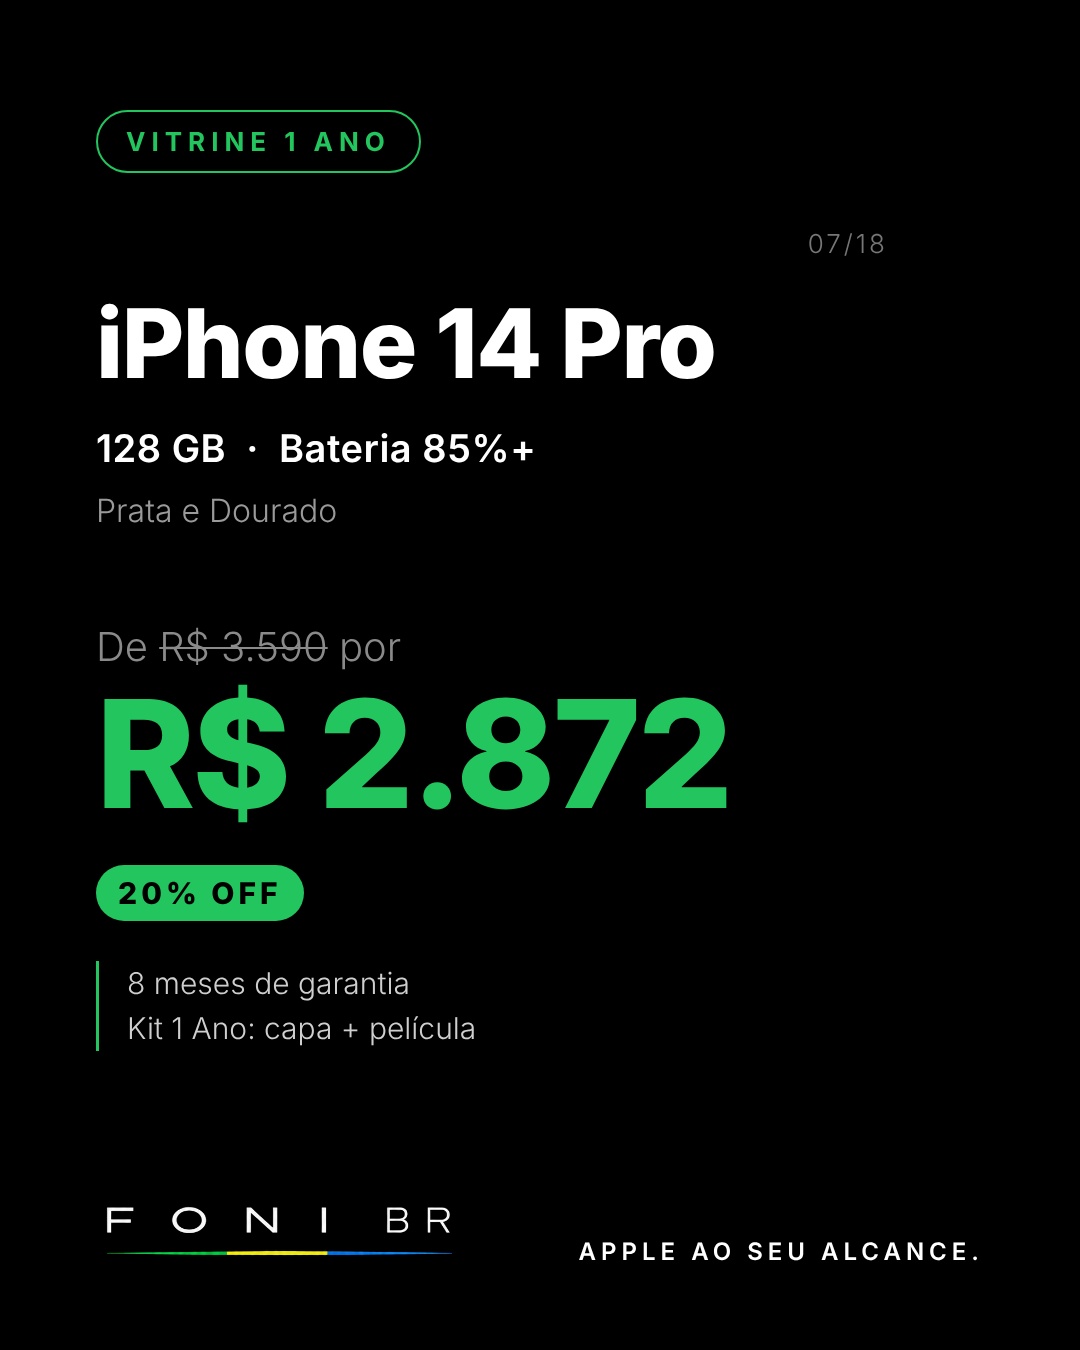 VITRINE 1 ANO
07/18
iPhone 14 Pro
128 GB · Bateria 85%+
Prata e Dourado
De R$ 3.590 por
R$ 2.872
20% OFF
8 meses de garantia
Kit 1 Ano: capa + película
FONI BR
APPLE AO SEU ALCANCE.